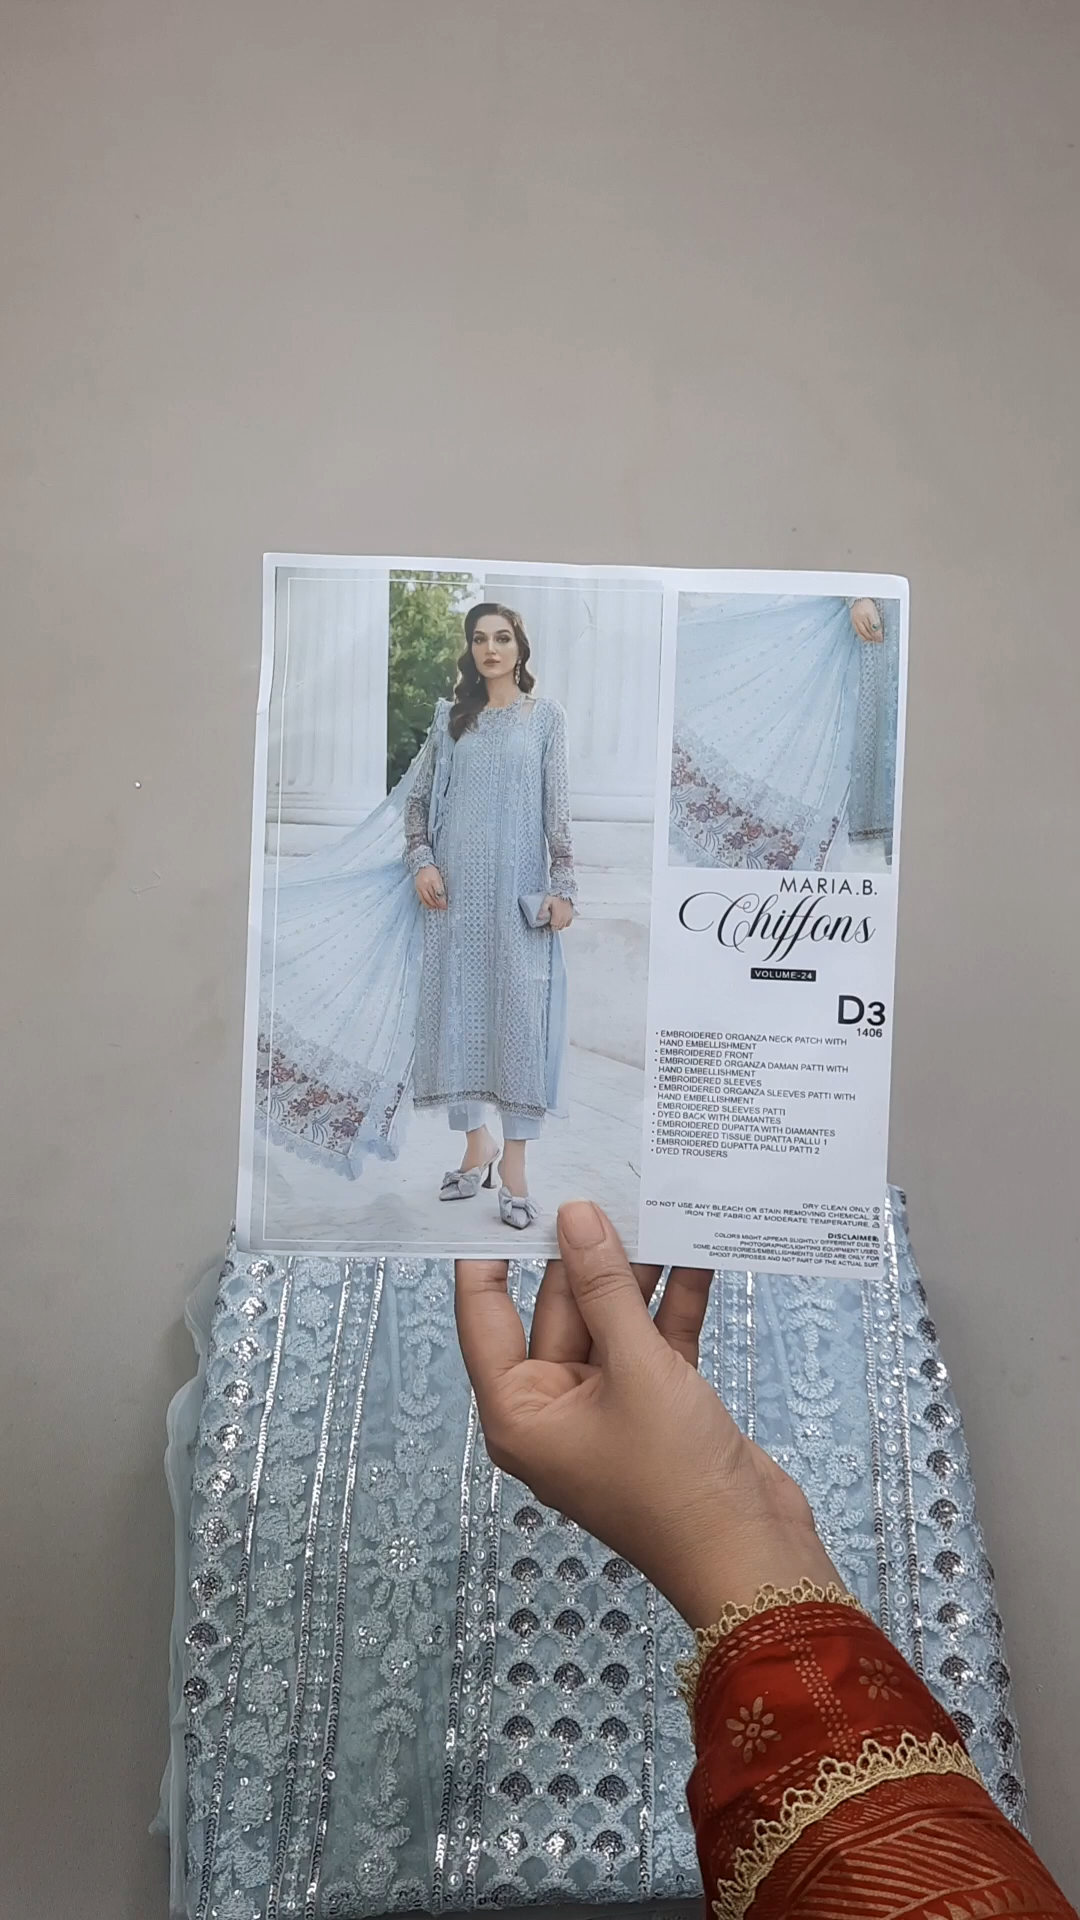 MARIA.B.
Chiffons
VOLUME-24
D3
1406
• EMBROIDERED ORGANZA NECK PATCH WITH
HAND EMBELLISHMENT
• EMBROIDERED FRONT
• EMBROIDERED ORGANZA DAMAN PATTI WITH
HAND EMBELLISHMENT
• EMBROIDERED SLEEVES
• EMBROIDERED ORGANZA SLEEVES PATTI WITH
HAND EMBELLISHMENT
EMBROIDERED SLEEVES PATTI
• DYED BACK WITH DIAMANTES
• EMBROIDERED DUPATTA WITH DIAMANTES
• EMBROIDERED TISSUE DUPATTA PALLU 1
• EMBROIDERED DUPATTA PALLU PATTI 2
• DYED TROUSERS
DRY CLEAN ONLY
DO NOT USE ANY BLEACH OR STAIN REMOVING CHEMICAL.
IRON THE FABRIC AT MODERATE TEMPERATURE.
DISCLAIMER:
COLORS MIGHT APPEAR SLIGHTLY DIFFERENT DUE TO
PHOTOGRAPHIC/LIGHTING EQUIPMENT USED.
SOME ACCESSORIES/EMBELLISHMENTS USED ARE ONLY FOR
SHOOT PURPOSES AND NOT PART OF THE ACTUAL SUIT.